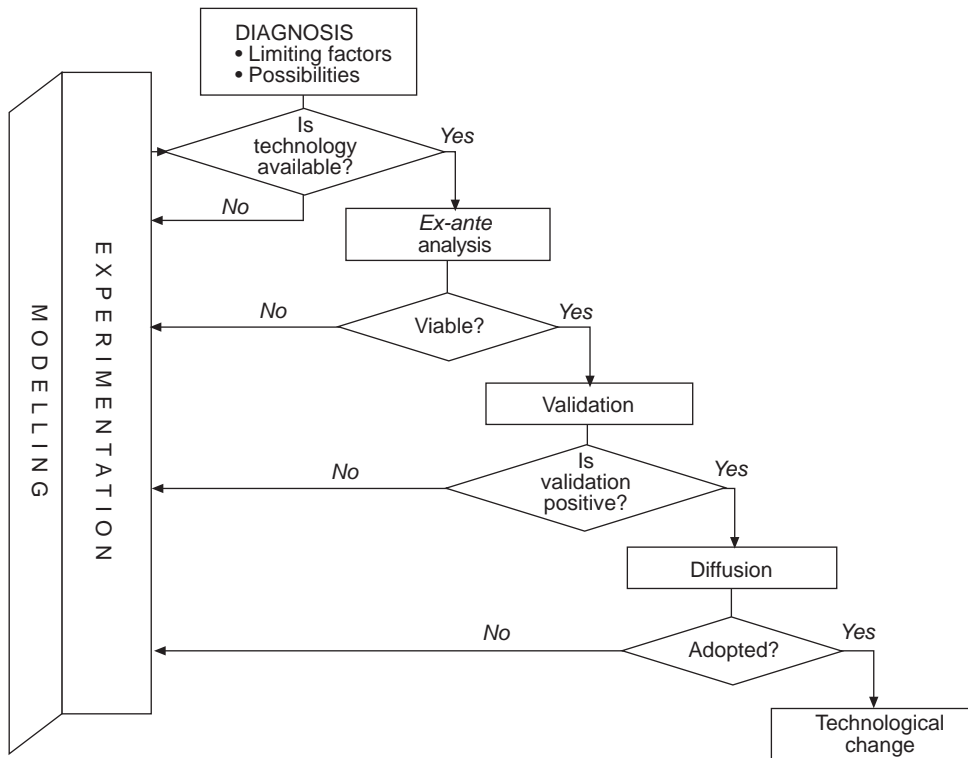 DIAGNOSIS
• Limiting factors
• Possibilities
Is
technology
available?
Yes
No
Ex-ante
analysis
Viable?
No
Yes
Validation
Is
validation
positive?
No
Yes
Diffusion
Adopted?
No
Yes
Technological
change
EXPERIMENTATION
MODELLING